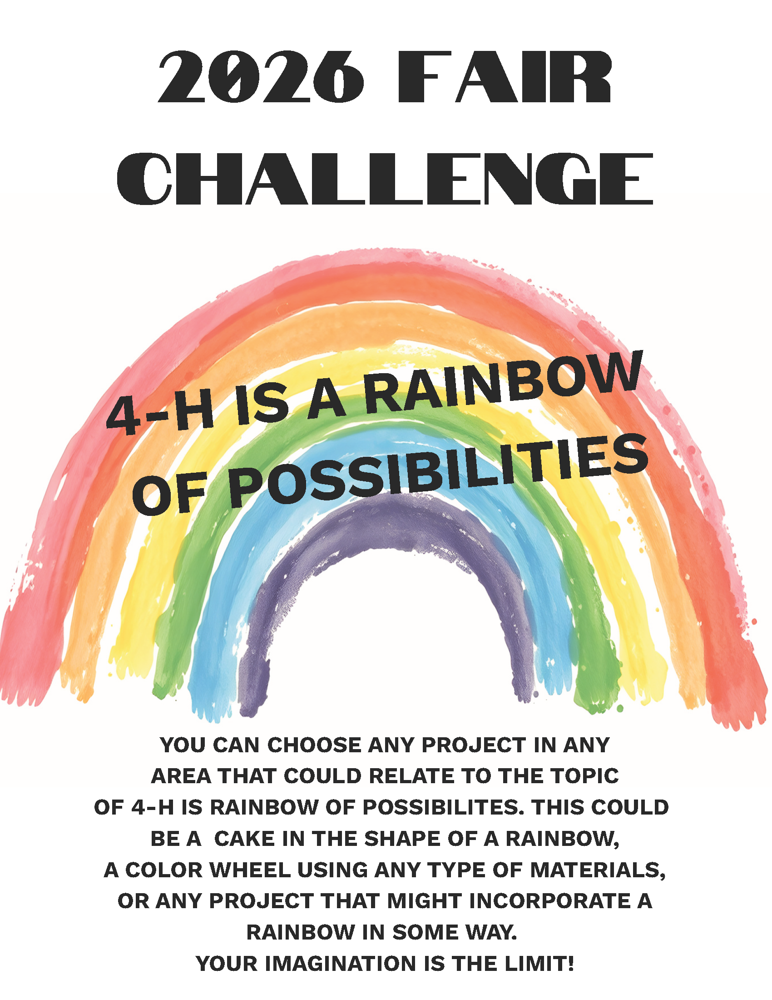 2026 FAIR
CHALLENGE
4-H IS A RAINBOW
OF POSSIBILITIES
YOU CAN CHOOSE ANY PROJECT IN ANY
AREA THAT COULD RELATE TO THE TOPIC
OF 4-H IS RAINBOW OF POSSIBILITES. THIS COULD
BE A  CAKE IN THE SHAPE OF A RAINBOW,
A COLOR WHEEL USING ANY TYPE OF MATERIALS,
OR ANY PROJECT THAT MIGHT INCORPORATE A
RAINBOW IN SOME WAY.
YOUR IMAGINATION IS THE LIMIT!